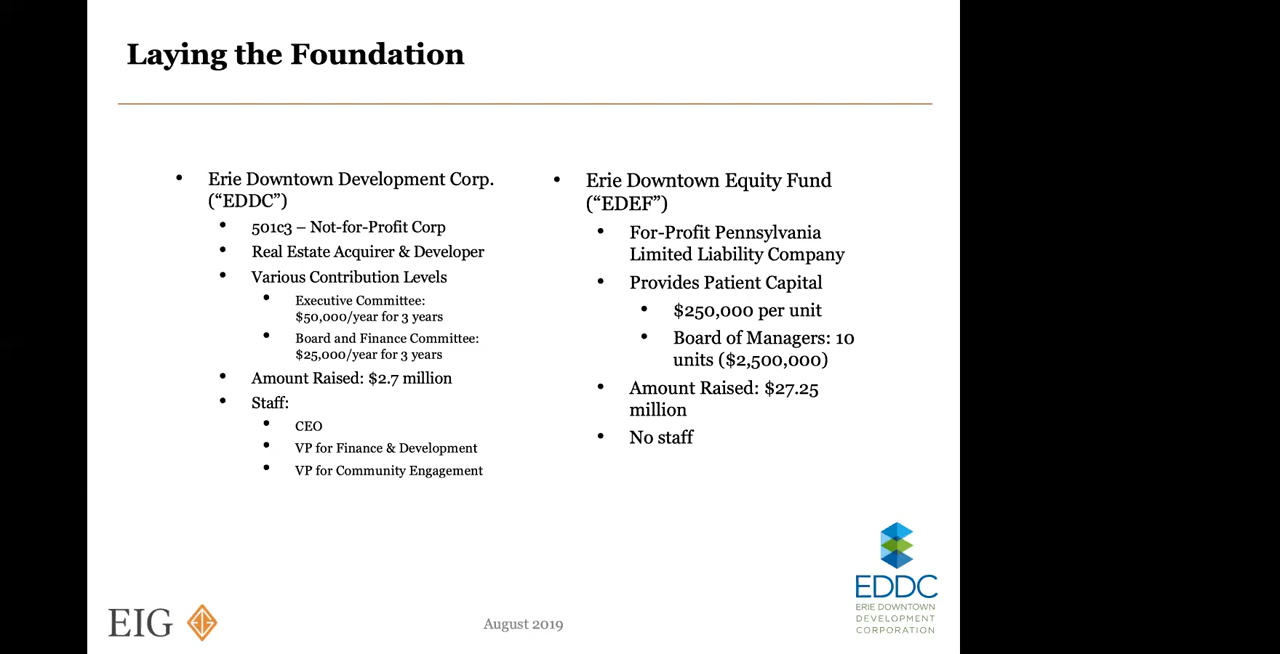 Laying the Foundation
• Erie Downtown Development Corp.
(“EDDC”)
• 501c3 – Not-for-Profit Corp
• Real Estate Acquirer & Developer
• Various Contribution Levels
• Executive Committee:
$50,000/year for 3 years
• Board and Finance Committee:
$25,000/year for 3 years
• Amount Raised: $2.7 million
• Staff:
• CEO
• VP for Finance & Development
• VP for Community Engagement
• Erie Downtown Equity Fund
(“EDEF”)
• For-Profit Pennsylvania
Limited Liability Company
• Provides Patient Capital
• $250,000 per unit
• Board of Managers: 10
units ($2,500,000)
• Amount Raised: $27.25
million
• No staff
EIG
August 2019
EDDC
ERIE DOWNTOWN
DEVELOPMENT
CORPORATION